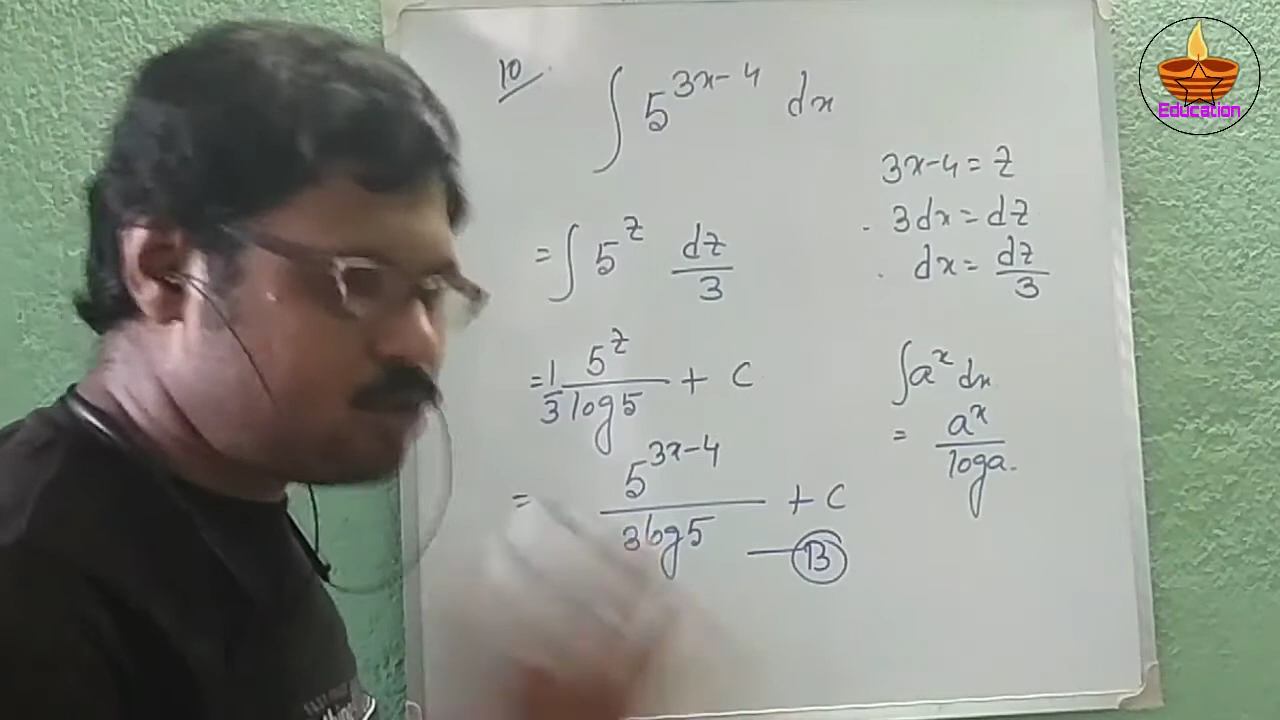 10
∫ 5^{3x-4} dx
= ∫ 5^z dz/3
= 1/3 5^z/log5 + C
= 5^{3x-4}/3log5 + C
— B
3x-4 = z
3dx = dz
dx = dz/3
∫a^x dx
= a^x/loga.
Education